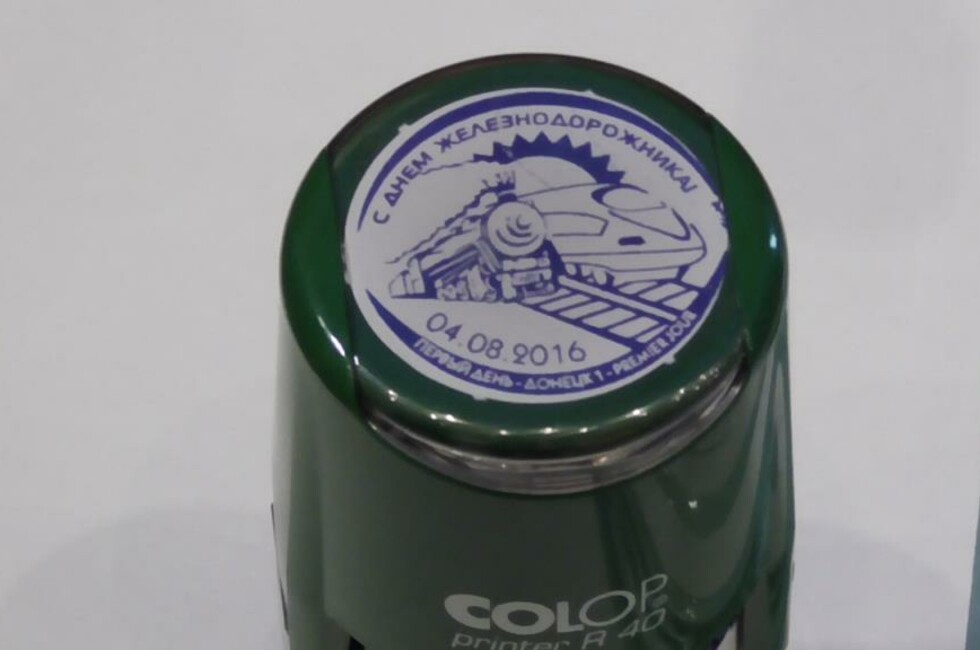 С ДНЕМ ЖЕЛЕЗНОДОРОЖНИКА!
04.08.2016
ПЕРВЫЙ ДЕНЬ - ДОНЕЦК 1 - PREMIER JOUR
COLOP
printer R 40